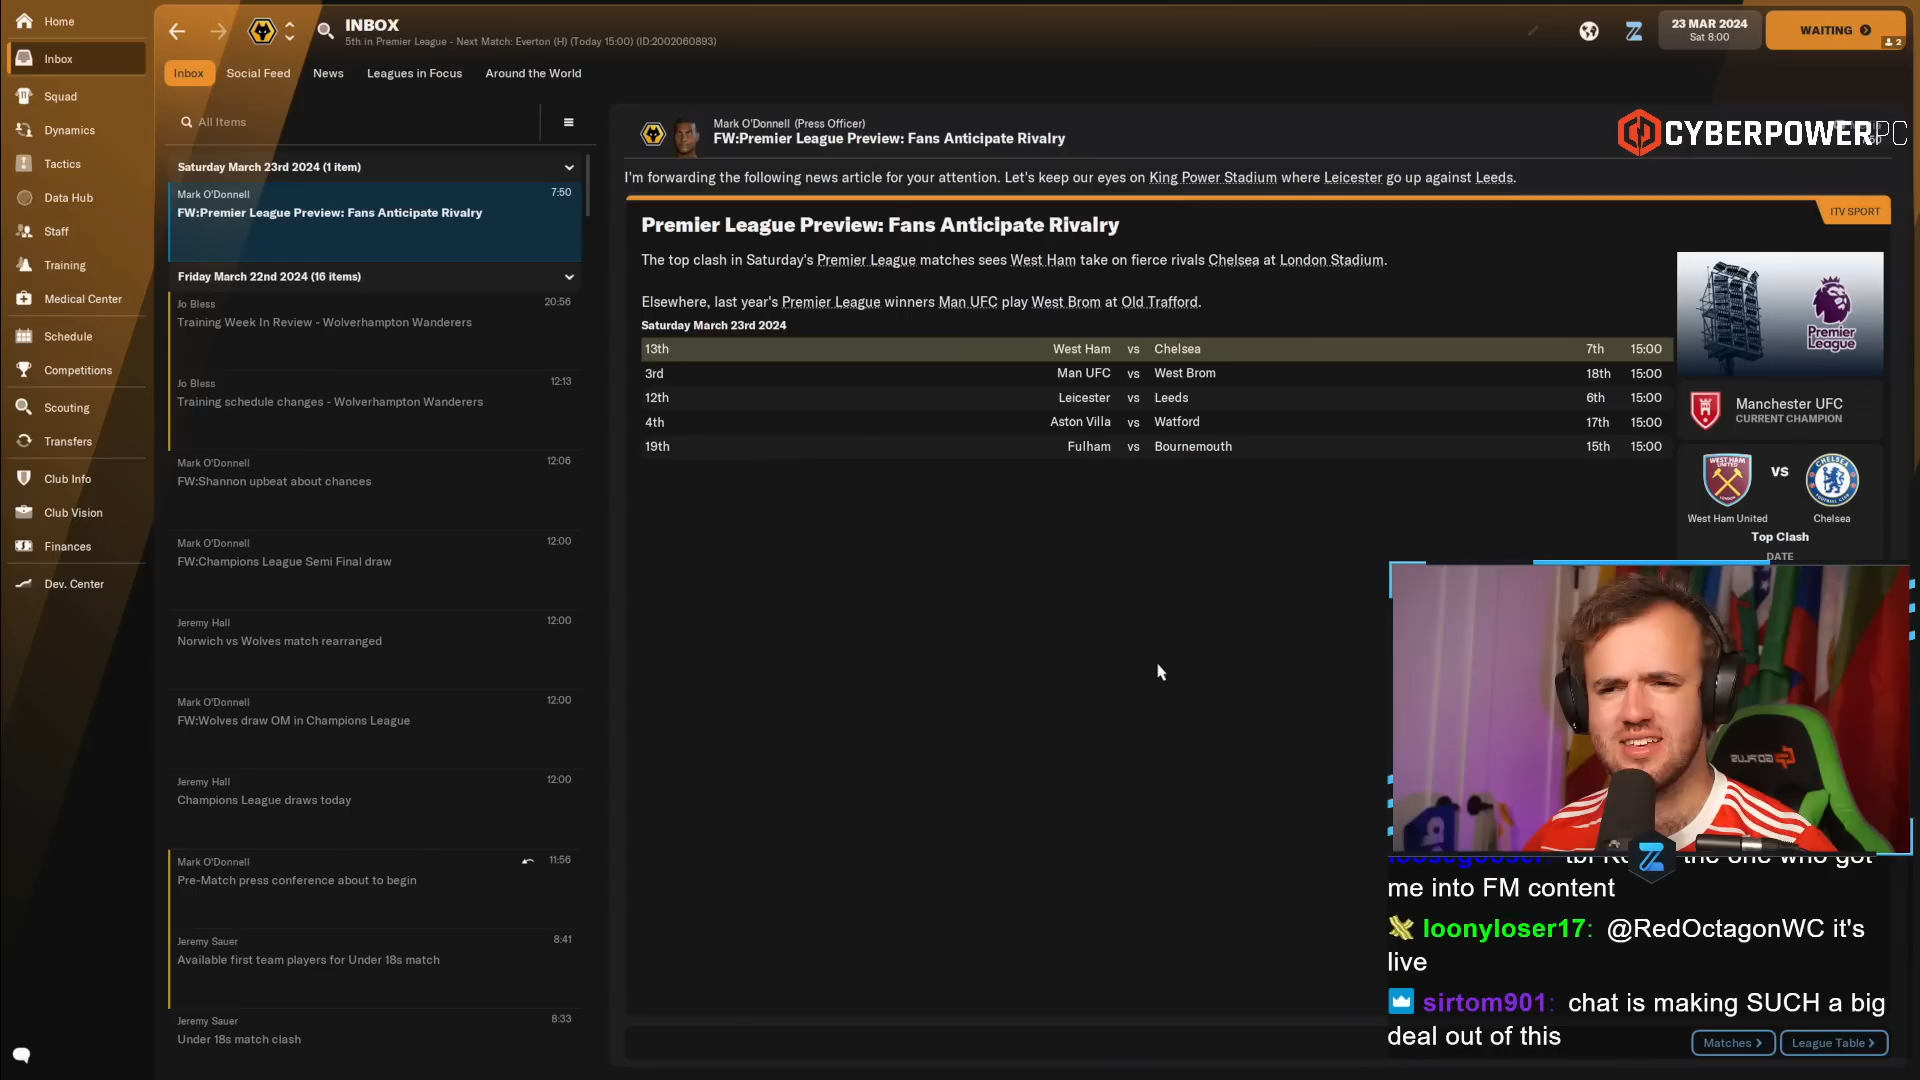 Home
Inbox
Squad
Dynamics
Tactics
Data Hub
Staff
Training
Medical Center
Schedule
Competitions
Scouting
Transfers
Club Info
Club Vision
Finances
Dev. Center
INBOX
5th in Premier League - Next Match: Everton (H) (Today 15:00) (ID:2002060893)
23 MAR 2024
Sat 8:00
WAITING
2
Inbox Social Feed News Leagues in Focus Around the World
All Items
Saturday March 23rd 2024 (1 item)
Mark O'Donnell 7:50
FW:Premier League Preview: Fans Anticipate Rivalry
Friday March 22nd 2024 (16 items)
Jo Bless 20:56
Training Week In Review - Wolverhampton Wanderers
Jo Bless 12:13
Training schedule changes - Wolverhampton Wanderers
Mark O'Donnell 12:06
FW:Shannon upbeat about chances
Mark O'Donnell 12:00
FW:Champions League Semi Final draw
Jeremy Hall 12:00
Norwich vs Wolves match rearranged
Mark O'Donnell 12:00
FW:Wolves draw OM in Champions League
Jeremy Hall 12:00
Champions League draws today
Mark O'Donnell 11:56
Pre-Match press conference about to begin
Jeremy Sauer 8:41
Available first team players for Under 18s match
Jeremy Sauer 8:33
Under 18s match clash
Mark O'Donnell (Press Officer)
FW:Premier League Preview: Fans Anticipate Rivalry
CYBERPOWERPC
I'm forwarding the following news article for your attention. Let's keep our eyes on King Power Stadium where Leicester go up against Leeds.
ITV SPORT
Premier League Preview: Fans Anticipate Rivalry
The top clash in Saturday's Premier League matches sees West Ham take on fierce rivals Chelsea at London Stadium.
Elsewhere, last year's Premier League winners Man UFC play West Brom at Old Trafford.
Saturday March 23rd 2024
13th West Ham vs Chelsea 7th 15:00
3rd Man UFC vs West Brom 18th 15:00
12th Leicester vs Leeds 6th 15:00
4th Aston Villa vs Watford 17th 15:00
19th Fulham vs Bournemouth 15th 15:00
Premier
League
Manchester UFC
CURRENT CHAMPION
VS
West Ham United Chelsea
Top Clash
DATE
the one who got
me into FM content
loonyloser17: @RedOctagonWC it's
live
sirtom901: chat is making SUCH a big
deal out of this
Matches
League Table